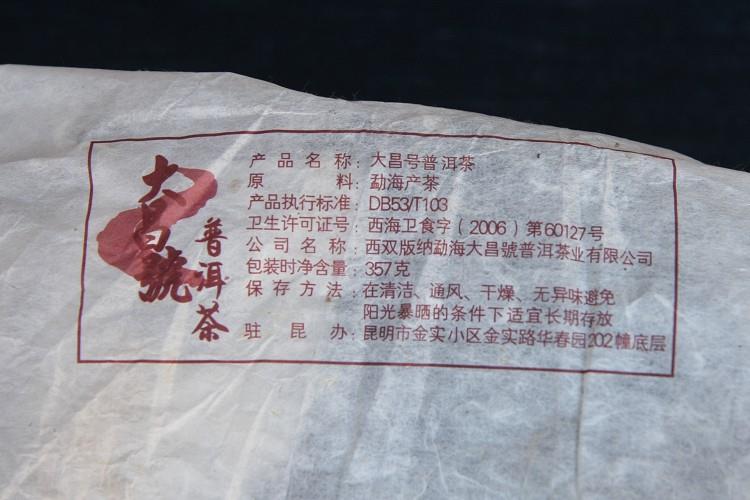 大昌號
普洱茶
产品名称：大昌号普洱茶
原料：勐海产茶
产品执行标准：DB53/T103
卫生许可证号：西海卫食字（2006）第60127号
公司名称：西双版纳勐海大昌號普洱茶业有限公司
包装时净含量：357克
保存方法：在清洁、通风、干燥、无异味避免
阳光暴晒的条件下适宜长期存放
驻昆办：昆明市金实小区金实路华春园202幢底层